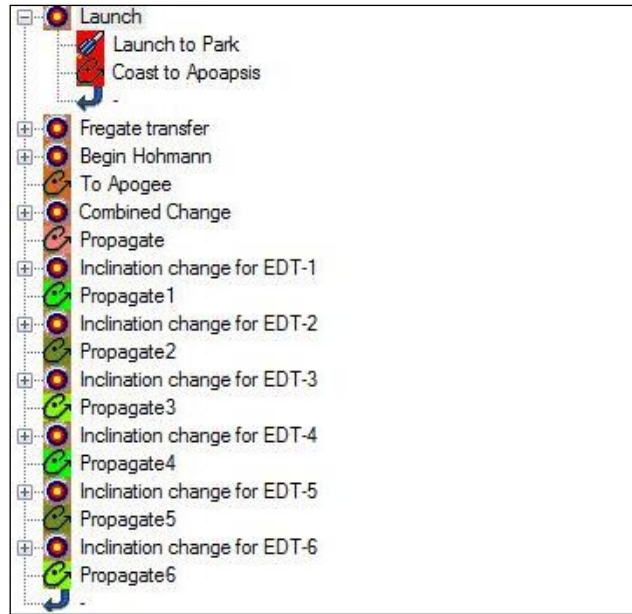 Launch
Launch to Park
Coast to Apoapsis
-
Fregate transfer
Begin Hohmann
To Apogee
Combined Change
Propagate
Inclination change for EDT-1
Propagate1
Inclination change for EDT-2
Propagate2
Inclination change for EDT-3
Propagate3
Inclination change for EDT-4
Propagate4
Inclination change for EDT-5
Propagate5
Inclination change for EDT-6
Propagate6
-